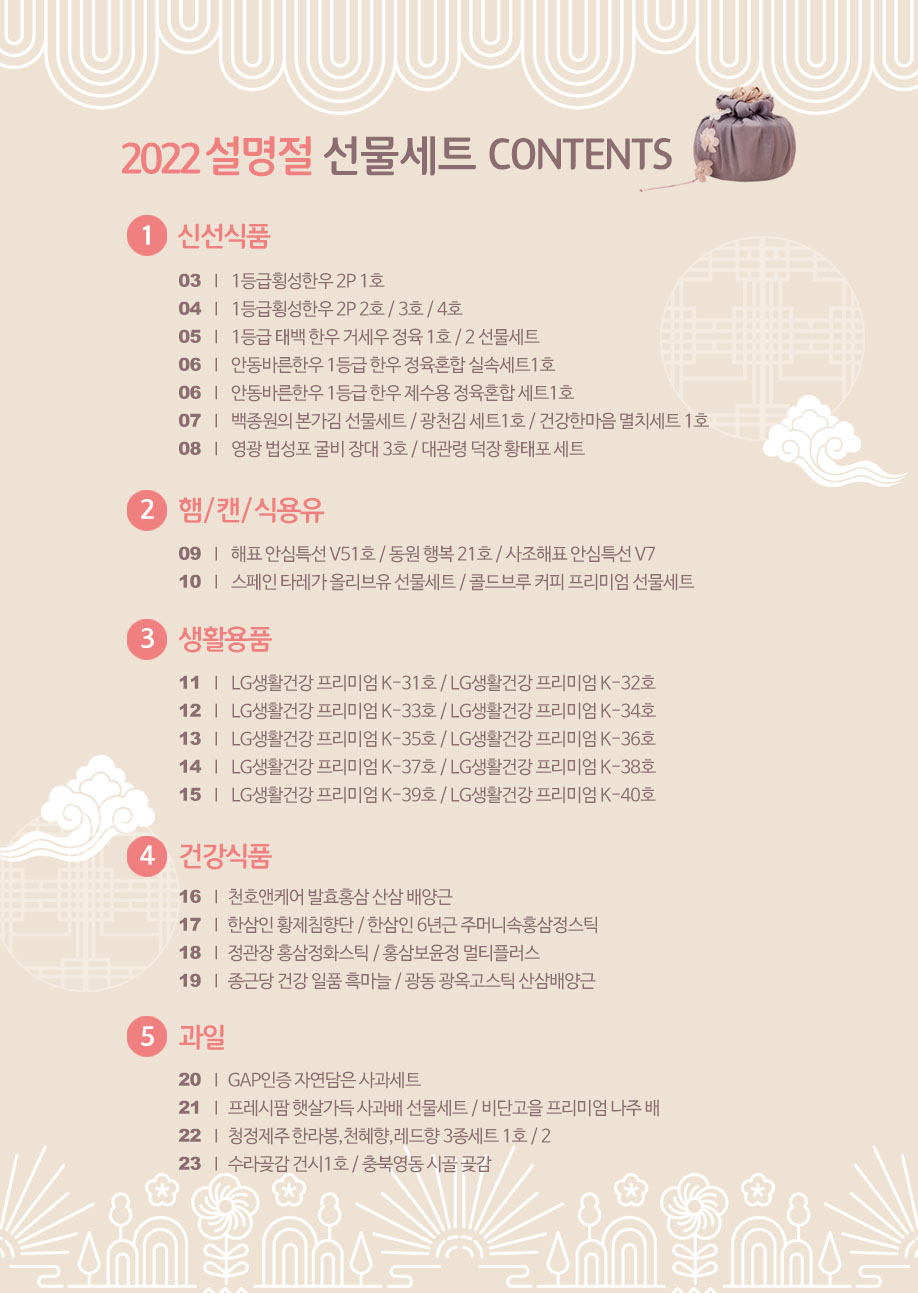 2022 설명절 선물세트 CONTENTS
1 신선식품
03 | 1등급횡성한우 2P 1호
04 | 1등급횡성한우 2P 2호 / 3호 / 4호
05 | 1등급 태백 한우 거세우 정육 1호 / 2 선물세트
06 | 안동바른한우 1등급 한우 정육혼합 실속세트1호
06 | 안동바른한우 1등급 한우 제수용 정육혼합 세트1호
07 | 백종원의 본가김 선물세트 / 광천김 세트1호 / 건강한마음 멸치세트 1호
08 | 영광 법성포 굴비 장대 3호 / 대관령 덕장 황태포 세트
2 햄/캔/식용유
09 | 해표 안심특선 V51호 / 동원 행복 21호 / 사조해표 안심특선 V7
10 | 스페인 타레가 올리브유 선물세트 / 콜드브루 커피 프리미엄 선물세트
3 생활용품
11 | LG생활건강 프리미엄 K-31호 / LG생활건강 프리미엄 K-32호
12 | LG생활건강 프리미엄 K-33호 / LG생활건강 프리미엄 K-34호
13 | LG생활건강 프리미엄 K-35호 / LG생활건강 프리미엄 K-36호
14 | LG생활건강 프리미엄 K-37호 / LG생활건강 프리미엄 K-38호
15 | LG생활건강 프리미엄 K-39호 / LG생활건강 프리미엄 K-40호
4 건강식품
16 | 천호앤케어 발효홍삼 산삼 배양근
17 | 한삼인 황제침향단 / 한삼인 6년근 주머니속홍삼정스틱
18 | 정관장 홍삼정화스틱 / 홍삼보윤정 멀티플러스
19 | 종근당 건강 일품 흑마늘 / 광동 광옥고스틱 산삼배양근
5 과일
20 | GAP인증 자연담은 사과세트
21 | 프레시팜 햇살가득 사과배 선물세트 / 비단고을 프리미엄 나주 배
22 | 청정제주 한라봉,천혜향,레드향 3종세트 1호 / 2
23 | 수라곶감 건시1호 / 충북영동 시골 곶감